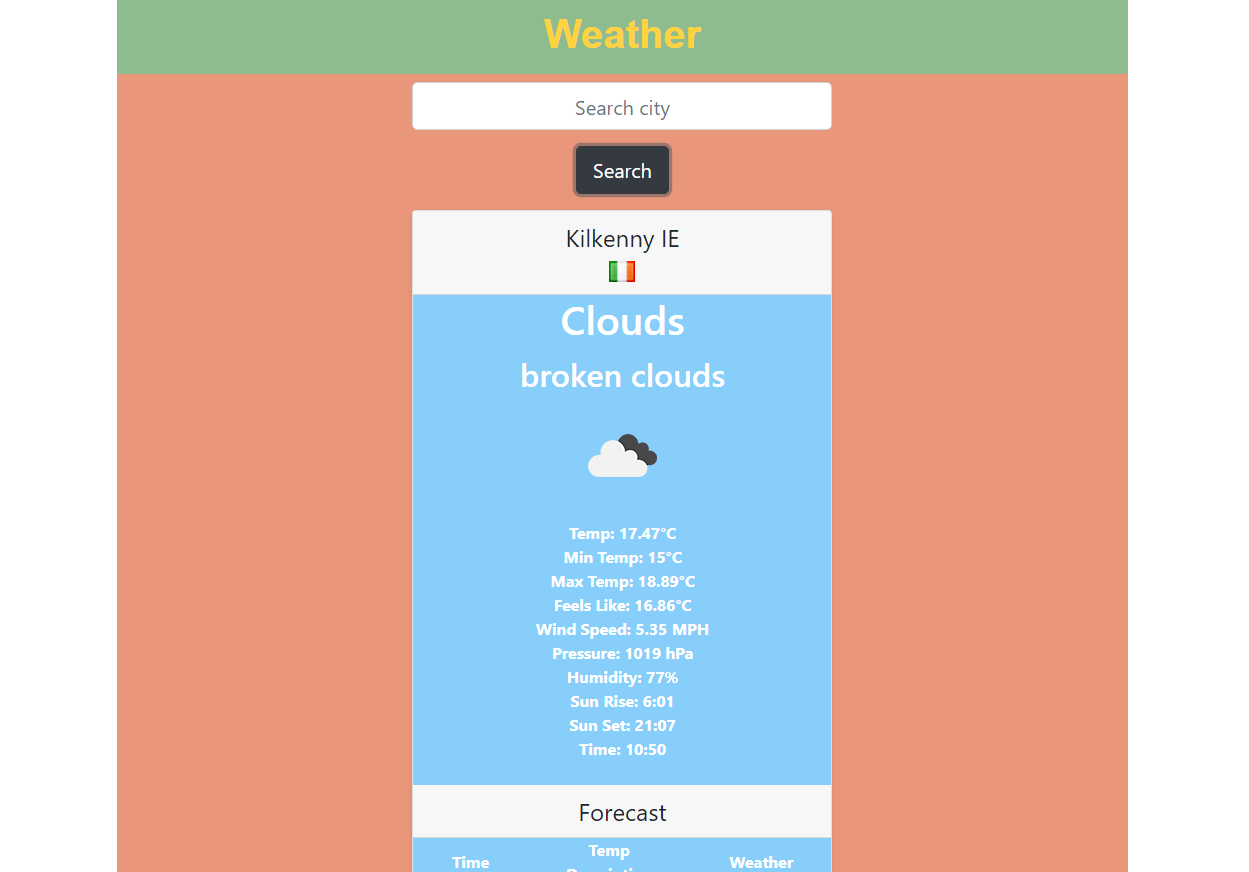 Weather
Search city
Search
Kilkenny IE
Clouds
broken clouds
Temp: 17.47°C
Min Temp: 15°C
Max Temp: 18.89°C
Feels Like: 16.86°C
Wind Speed: 5.35 MPH
Pressure: 1019 hPa
Humidity: 77%
Sun Rise: 6:01
Sun Set: 21:07
Time: 10:50
Forecast
Time Temp Weather